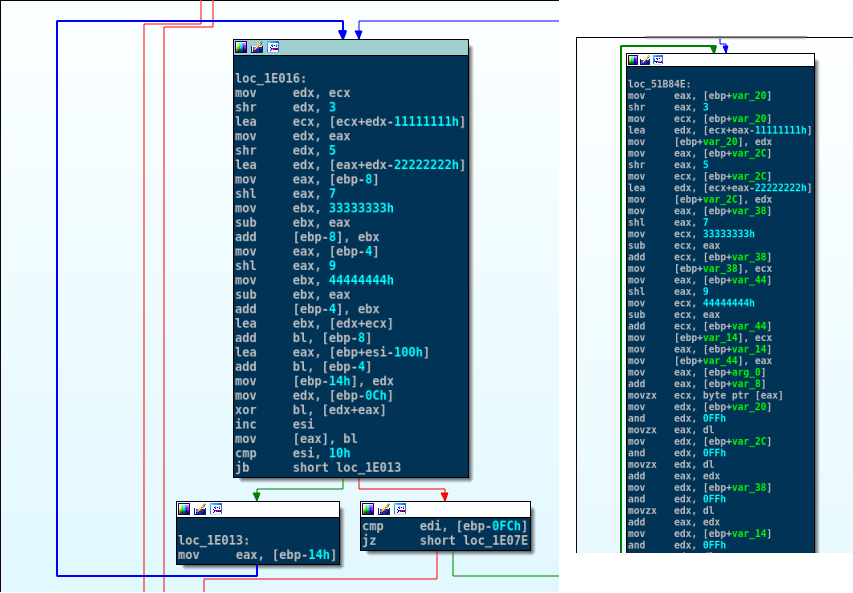 loc_1E016:
mov edx, ecx
shr edx, 3
lea ecx, [ecx+edx-11111111h]
mov edx, eax
shr edx, 5
lea edx, [eax+edx-22222222h]
mov eax, [ebp-8]
shl eax, 7
mov ebx, 33333333h
sub ebx, eax
add [ebp-8], ebx
mov eax, [ebp-4]
shl eax, 9
mov ebx, 44444444h
sub ebx, eax
add [ebp-4], ebx
lea ebx, [edx+ecx]
add bl, [ebp-8]
lea eax, [ebp+esi-100h]
add bl, [ebp-4]
mov [ebp-14h], edx
mov edx, [ebp-0Ch]
xor bl, [edx+eax]
inc esi
mov [eax], bl
cmp esi, 10h
jb short loc_1E013
loc_1E013:
mov eax, [ebp-14h]
cmp edi, [ebp-0FCh]
jz short loc_1E07E
loc_51B84E:
mov eax, [ebp+var_20]
shr eax, 3
mov ecx, [ebp+var_20]
lea edx, [ecx+eax-11111111h]
mov [ebp+var_20], edx
mov eax, [ebp+var_2C]
shr eax, 5
mov ecx, [ebp+var_2C]
lea edx, [ecx+eax-22222222h]
mov [ebp+var_2C], edx
mov eax, [ebp+var_38]
shl eax, 7
mov ecx, 33333333h
sub ecx, eax
add ecx, [ebp+var_38]
mov [ebp+var_38], ecx
mov eax, [ebp+var_44]
shl eax, 9
mov ecx, 44444444h
sub ecx, eax
add ecx, [ebp+var_44]
mov [ebp+var_14], ecx
mov eax, [ebp+var_14]
mov [ebp+var_44], eax
mov eax, [ebp+arg_0]
add eax, [ebp+var_8]
movzx ecx, byte ptr [eax]
mov edx, [ebp+var_20]
and edx, 0FFh
movzx eax, dl
mov edx, [ebp+var_2C]
and edx, 0FFh
movzx edx, dl
add eax, edx
mov edx, [ebp+var_38]
and edx, 0FFh
movzx edx, dl
add eax, edx
mov edx, [ebp+var_14]
and edx, 0FFh